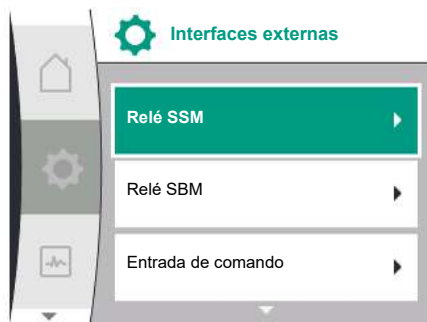 Interfaces externas
Relé SSM
Relé SBM
Entrada de comando